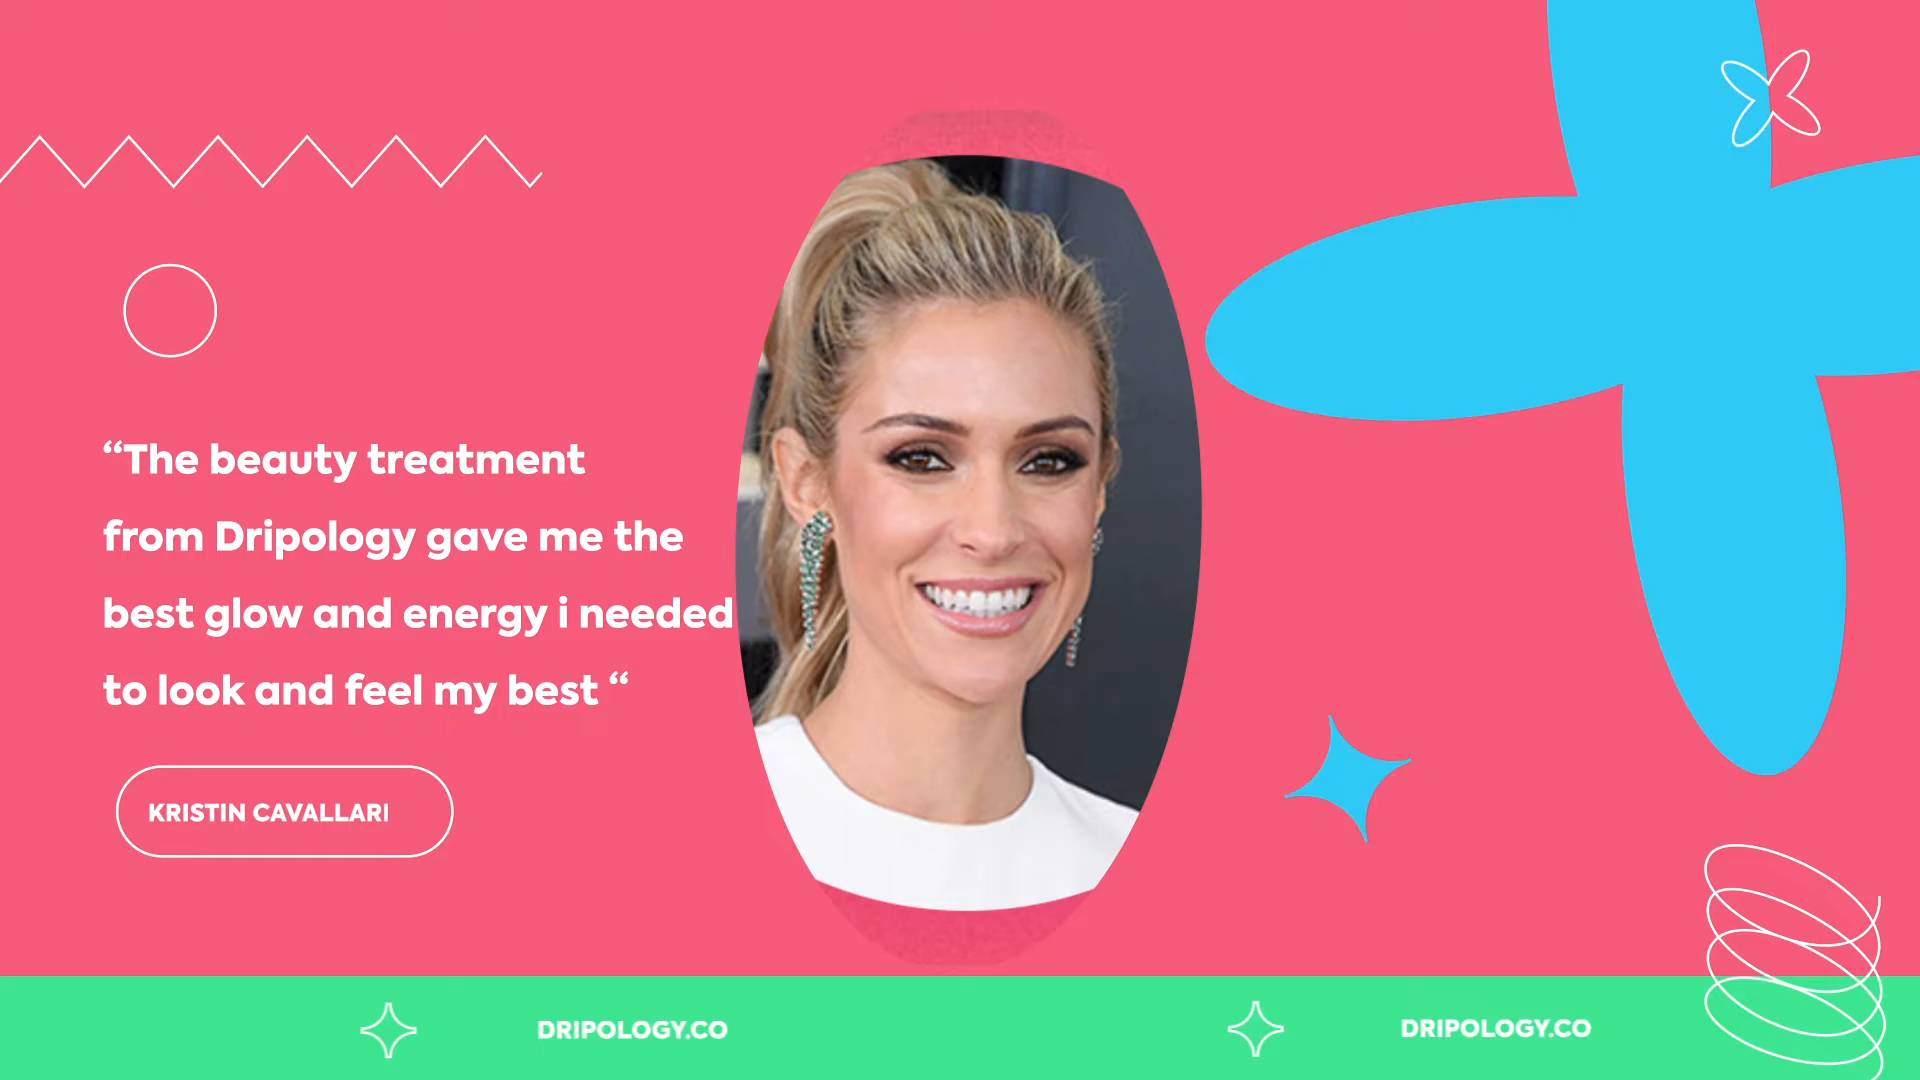 “The beauty treatment
from Dripology gave me the
best glow and energy i needed
to look and feel my best “
KRISTIN CAVALLARI
DRIPOLOGY.CO
DRIPOLOGY.CO